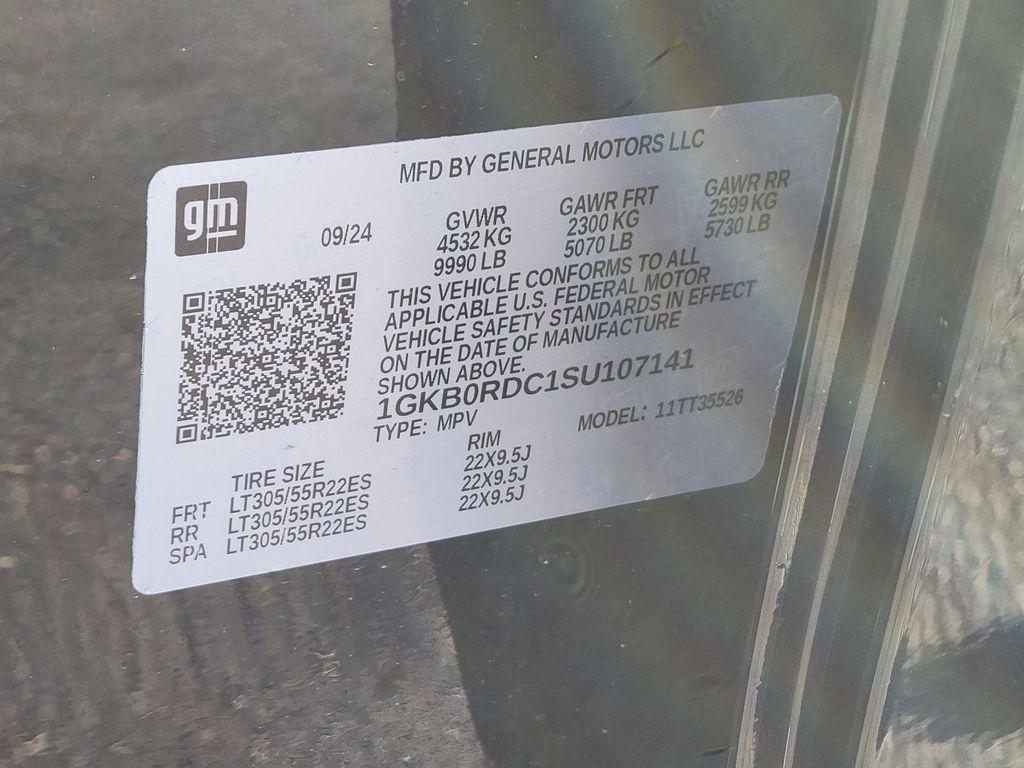 MFD BY GENERAL MOTORS LLC
gm
09/24
GVWR GAWR FRT GAWR RR
4532 KG 2300 KG 2599 KG
9990 LB 5070 LB 5730 LB
THIS VEHICLE CONFORMS TO ALL
APPLICABLE U.S. FEDERAL MOTOR
VEHICLE SAFETY STANDARDS IN EFFECT
ON THE DATE OF MANUFACTURE
SHOWN ABOVE.
1GKB0RDC1SU107141
TYPE: MPV MODEL: 11TT35526
TIRE SIZE RIM
FRT LT305/55R22ES 22X9.5J
RR LT305/55R22ES 22X9.5J
SPA LT305/55R22ES 22X9.5J